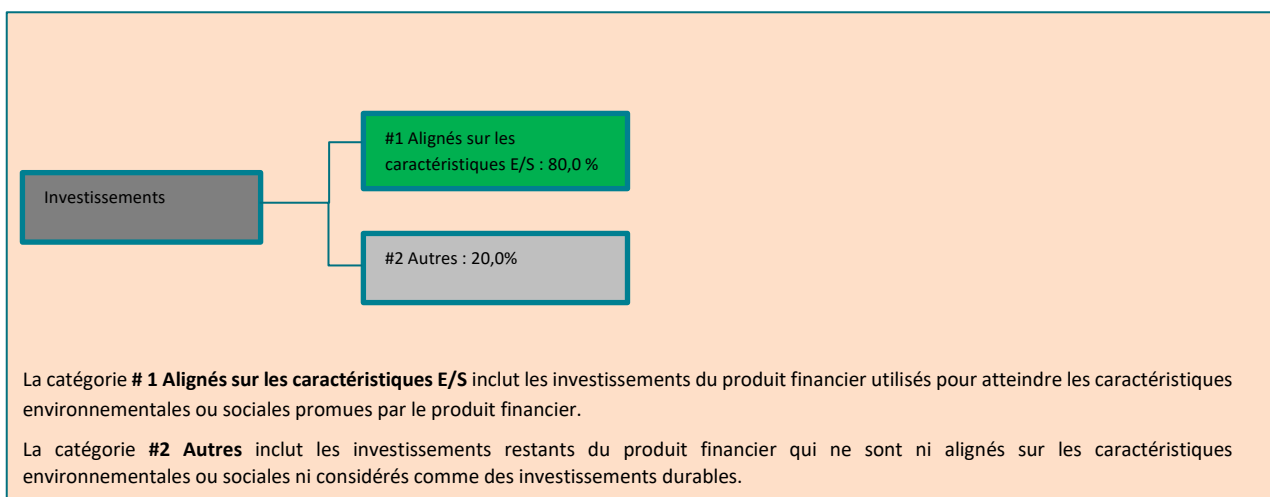 #1 Alignés sur les
caractéristiques E/S : 80,0 %
Investissements
#2 Autres : 20,0%
La catégorie # 1 Alignés sur les caractéristiques E/S inclut les investissements du produit financier utilisés pour atteindre les caractéristiques
environnementales ou sociales promues par le produit financier.
La catégorie #2 Autres inclut les investissements restants du produit financier qui ne sont ni alignés sur les caractéristiques
environnementales ou sociales ni considérés comme des investissements durables.